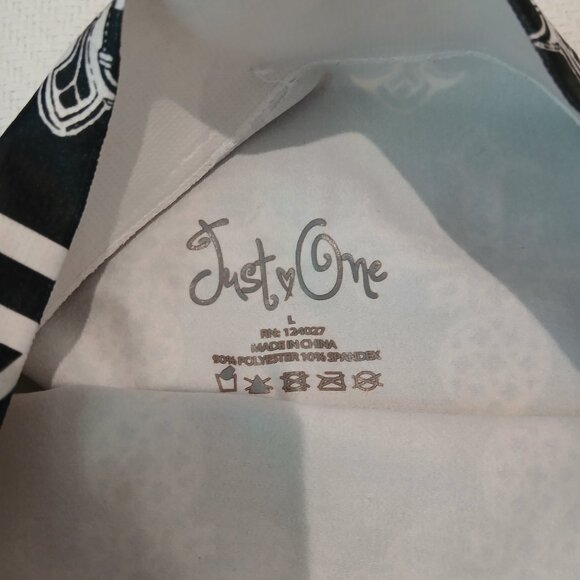 Just One
L
RN: 124027
MADE IN CHINA
90% POLYESTER 10% SPANDEX